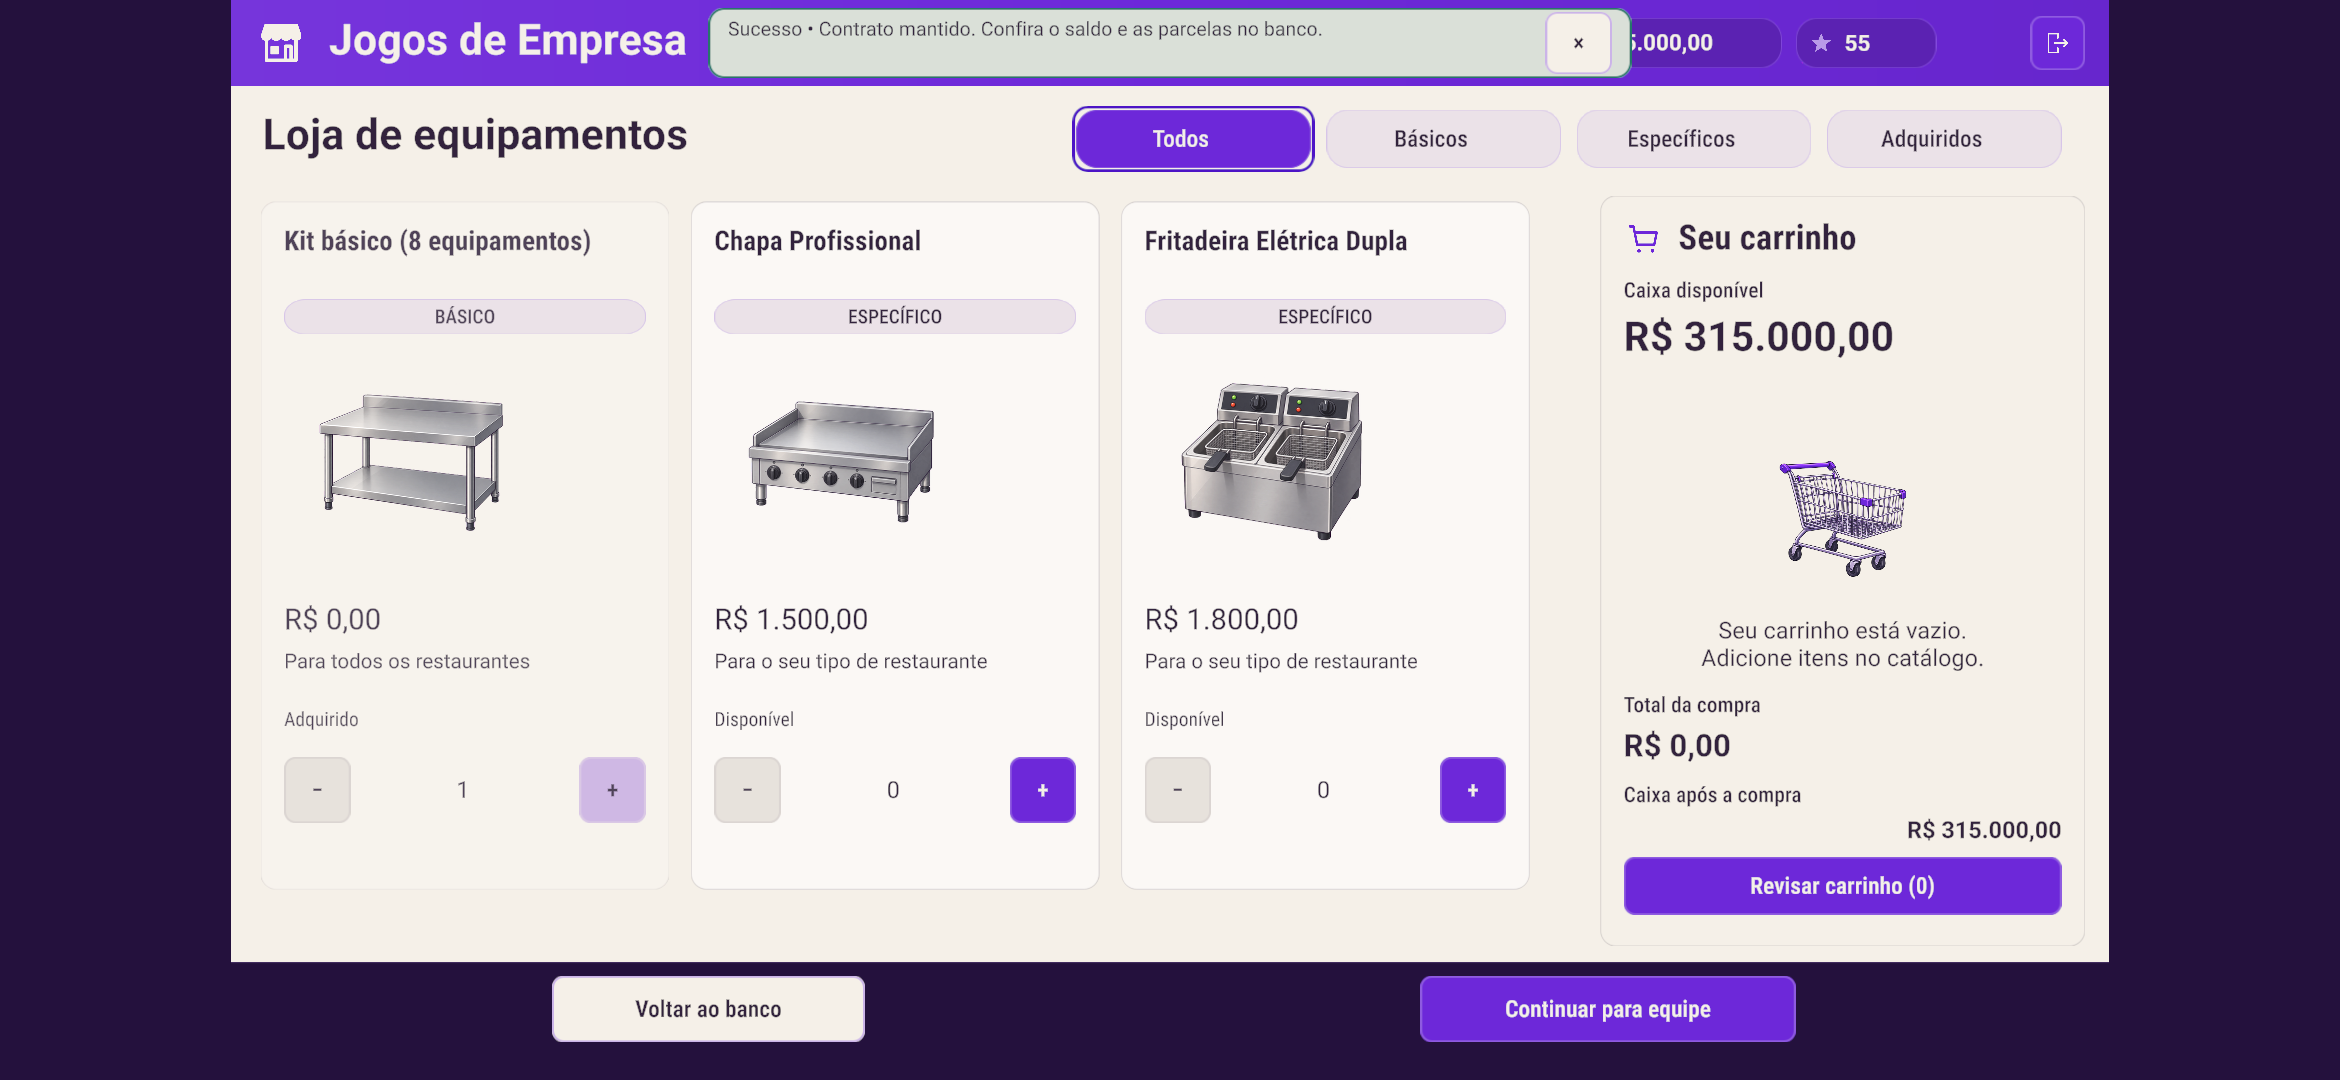 Jogos de Empresa
Sucesso • Contrato mantido. Confira o saldo e as parcelas no banco.
×
5.000,00
55
Loja de equipamentos
Todos
Básicos
Específicos
Adquiridos
Kit básico (8 equipamentos)
BÁSICO
R$ 0,00
Para todos os restaurantes
Adquirido
-
1
+
Chapa Profissional
ESPECÍFICO
R$ 1.500,00
Para o seu tipo de restaurante
Disponível
-
0
+
Fritadeira Elétrica Dupla
ESPECÍFICO
R$ 1.800,00
Para o seu tipo de restaurante
Disponível
-
0
+
Seu carrinho
Caixa disponível
R$ 315.000,00
Seu carrinho está vazio.
Adicione itens no catálogo.
Total da compra
R$ 0,00
Caixa após a compra
R$ 315.000,00
Revisar carrinho (0)
Voltar ao banco
Continuar para equipe